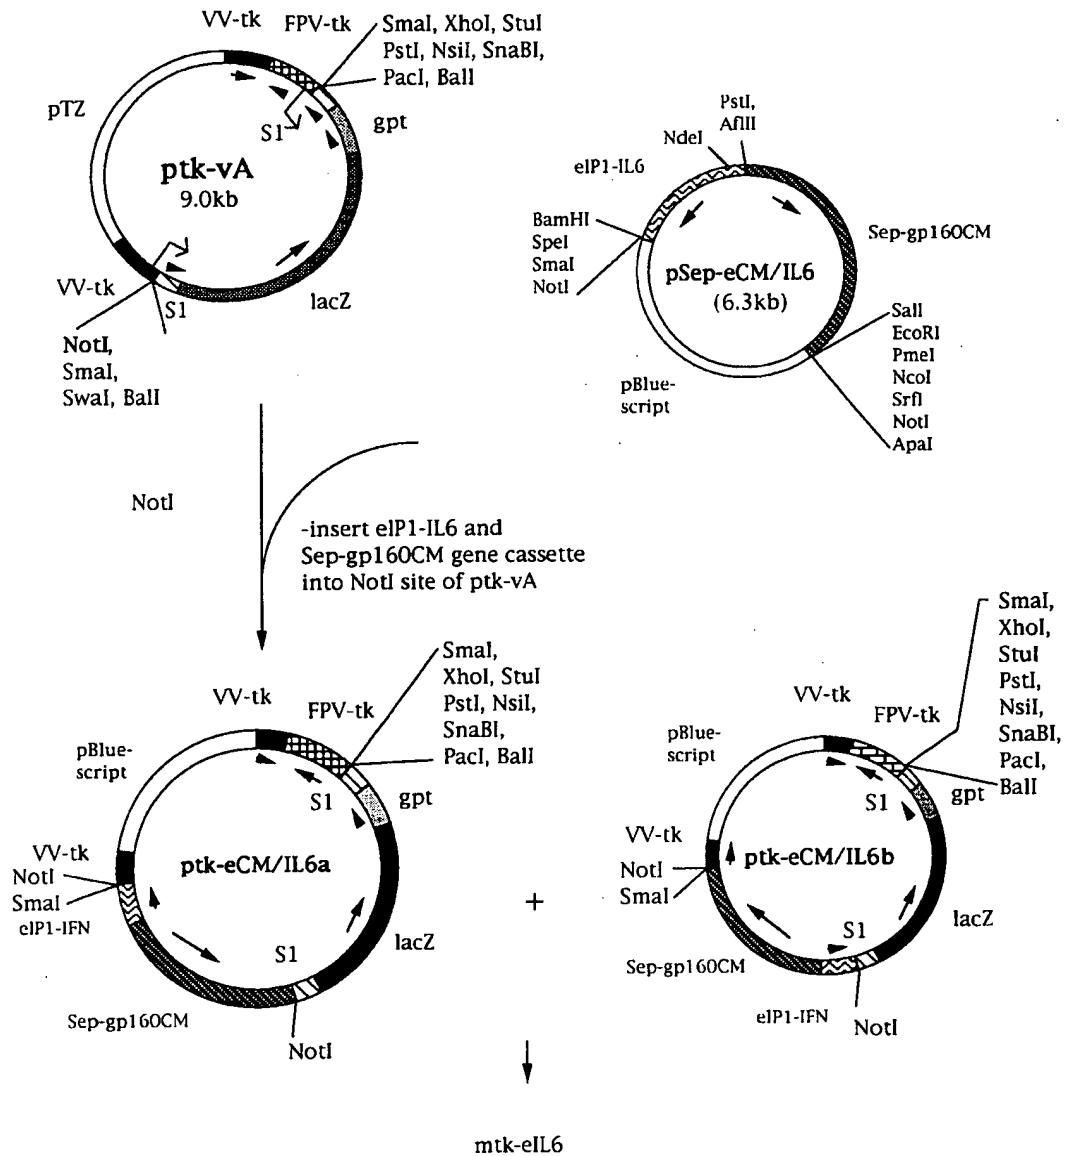 VV-tk
FPV-tk
SmaI, XhoI, StuI
PstI, NsiI, SnaBI,
PacI, BalI
pTZ
S1
gpt
ptk-vA
9.0kb
VV-tk
S1
lacZ
NotI,
SmaI,
SwaI, BalI
PstI,
AflII
NdeI
eIP1-IL6
BamHI
SpeI
SmaI
NotI
Sep-gp160CM
pSep-eCM/IL6
(6.3kb)
pBlue-
script
SalI
EcoRI
PmeI
NcoI
SrfI
NotI
ApaI
NotI
-insert eIP1-IL6 and
Sep-gp160CM gene cassette
into NotI site of ptk-vA
VV-tk
FPV-tk
SmaI,
XhoI, StuI
PstI, NsiI,
SnaBI,
PacI, BalI
pBlue-
script
S1
gpt
VV-tk
NotI
SmaI
eIP1-IFN
ptk-eCM/IL6a
lacZ
S1
Sep-gp160CM
NotI
+
VV-tk
FPV-tk
SmaI,
XhoI,
StuI
PstI,
NsiI,
SnaBI,
PacI,
BalI
pBlue-
script
S1
gpt
VV-tk
NotI
SmaI
ptk-eCM/IL6b
lacZ
S1
Sep-gp160CM
eIP1-IFN
NotI
mtk-eIL6